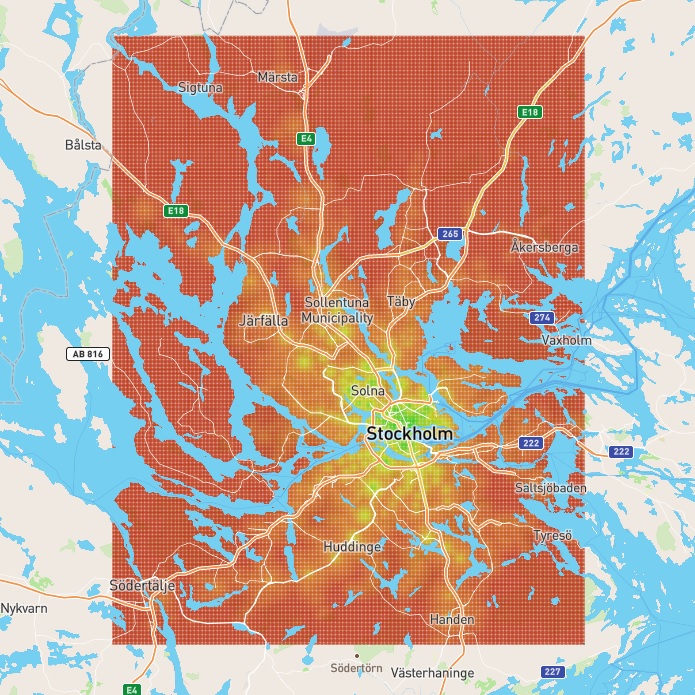 Märsta
Sigtuna
E18
E4
Bålsta
E18
265
Åkersberga
Sollentuna
Municipality
Täby
274
Järfälla
Vaxholm
AB 816
Solna
Stockholm
222
222
Saltsjöbaden
Tyresö
Huddinge
Södertälje
Nykvarn
Handen
Södertörn
Västerhaninge
227
E4